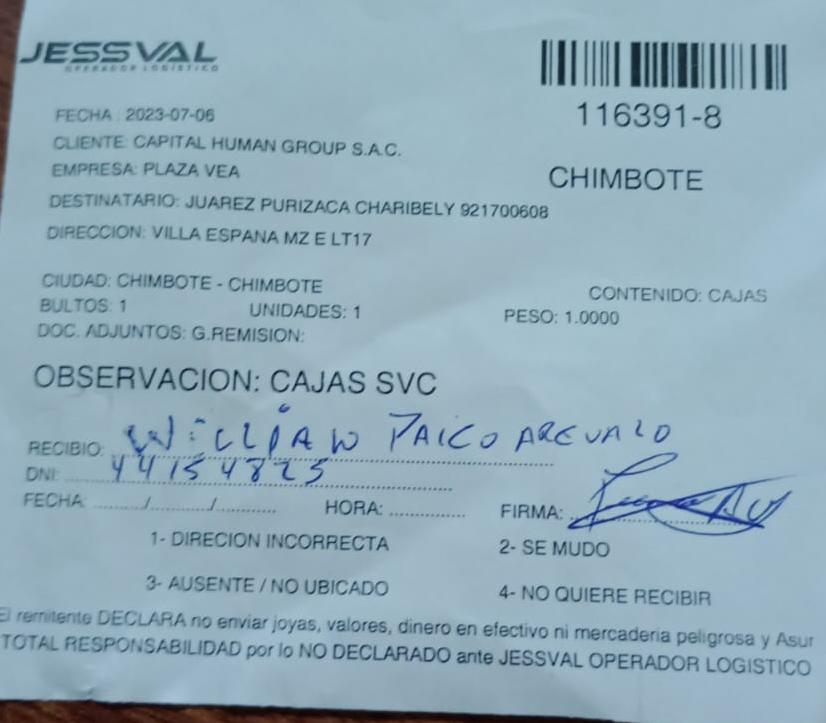 JESSVAL
OPERADOR LOGÍSTICO
116391-8
FECHA : 2023-07-06
CLIENTE: CAPITAL HUMAN GROUP S.A.C.
EMPRESA: PLAZA VEA
CHIMBOTE
DESTINATARIO: JUAREZ PURIZACA CHARIBELY 921700608
DIRECCION: VILLA ESPANA MZ E LT17
CIUDAD: CHIMBOTE - CHIMBOTE
CONTENIDO: CAJAS
BULTOS: 1 UNIDADES: 1 PESO: 1.0000
DOC. ADJUNTOS: G.REMISION:
OBSERVACION: CAJAS SVC
RECIBIO: Willian PAICO AREVALO
DNI: 44154825
FECHA: ........../........../........... HORA: .............. FIRMA:
1- DIRECION INCORRECTA 2- SE MUDO
3- AUSENTE / NO UBICADO 4- NO QUIERE RECIBIR
El remitente DECLARA no enviar joyas, valores, dinero en efectivo ni mercaderia peligrosa y Asur
TOTAL RESPONSABILIDAD por lo NO DECLARADO ante JESSVAL OPERADOR LOGISTICO